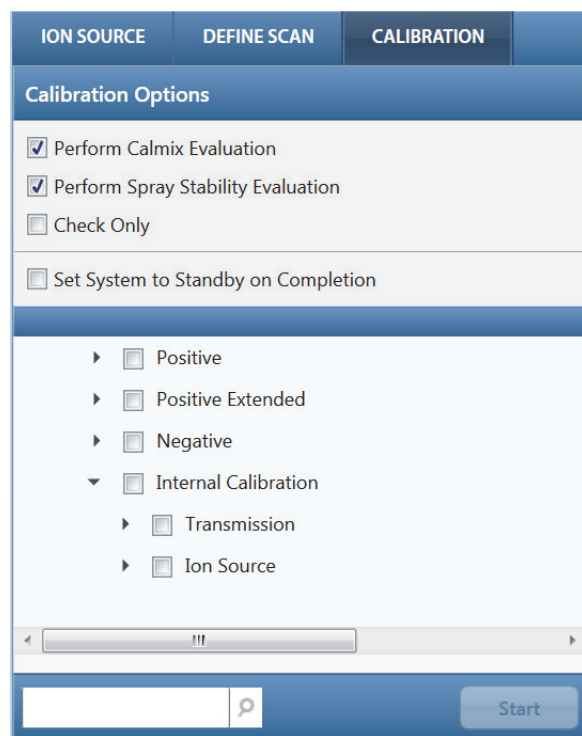 ION SOURCE DEFINE SCAN CALIBRATION
Calibration Options
Perform Calmix Evaluation
Perform Spray Stability Evaluation
Check Only
Set System to Standby on Completion
Positive
Positive Extended
Negative
Internal Calibration
Transmission
Ion Source
Start